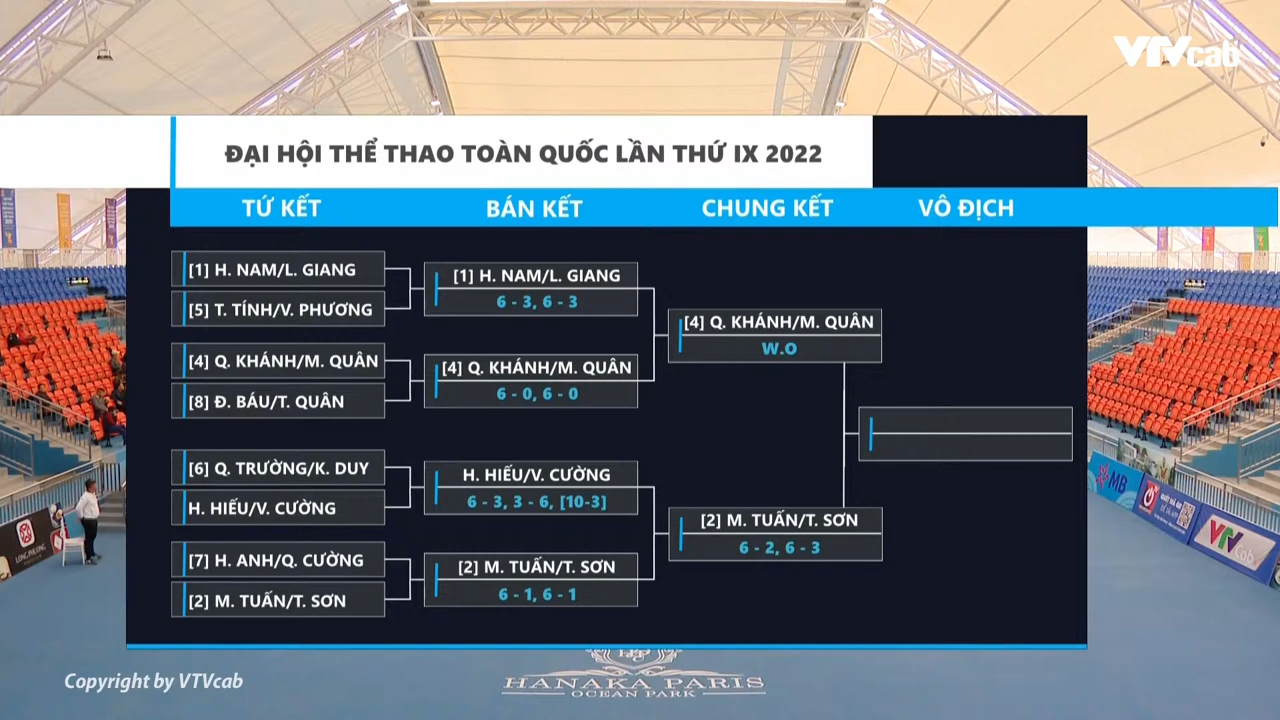 VTVcab
ĐẠI HỘI THỂ THAO TOÀN QUỐC LẦN THỨ IX 2022
TỨ KẾT
BÁN KẾT
CHUNG KẾT
VÔ ĐỊCH
[1] H. NAM/L. GIANG
[5] T. TÍNH/V. PHƯƠNG
[4] Q. KHÁNH/M. QUÂN
[8] Đ. BÁU/T. QUÂN
[6] Q. TRƯỜNG/K. DUY
H. HIẾU/V. CƯỜNG
[7] H. ANH/Q. CƯỜNG
[2] M. TUẤN/T. SƠN
[1] H. NAM/L. GIANG
6 - 3, 6 - 3
[4] Q. KHÁNH/M. QUÂN
6 - 0, 6 - 0
H. HIẾU/V. CƯỜNG
6 - 3, 3 - 6, [10-3]
[2] M. TUẤN/T. SƠN
6 - 1, 6 - 1
[4] Q. KHÁNH/M. QUÂN
W.O
[2] M. TUẤN/T. SƠN
6 - 2, 6 - 3
LONG PHUONG
MB
VTVcab
HANAKA PARIS
OCEAN PARK
Copyright by VTVcab